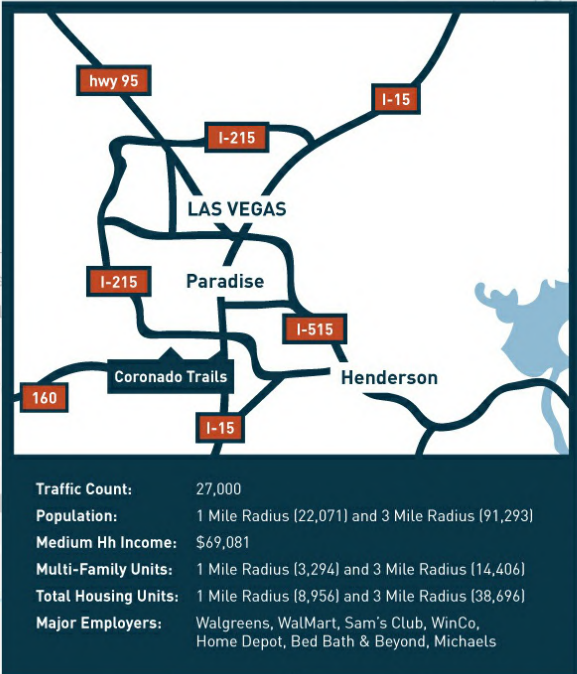 hwy 95
I-15
I-215
LAS VEGAS
I-215
Paradise
I-515
Coronado Trails
Henderson
160
I-15
Traffic Count: 27,000
Population: 1 Mile Radius (22,071) and 3 Mile Radius (91,293)
Medium Hh Income: $69,081
Multi-Family Units: 1 Mile Radius (3,294) and 3 Mile Radius (14,406)
Total Housing Units: 1 Mile Radius (8,956) and 3 Mile Radius (38,696)
Major Employers: Walgreens, WalMart, Sam's Club, WinCo,
Home Depot, Bed Bath & Beyond, Michaels